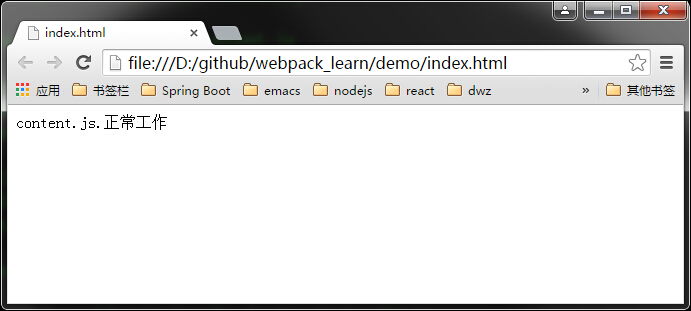 index.html
file:///D:/github/webpack_learn/demo/index.html
应用 书签栏 Spring Boot emacs nodejs react dwz » 其他书签
content.js.正常工作